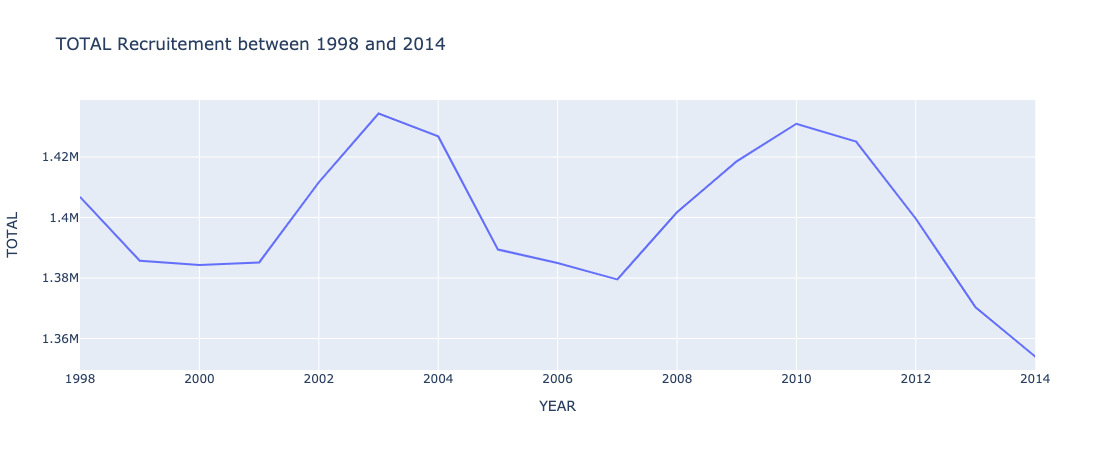 TOTAL Recruitement between 1998 and 2014
1.42M
1.4M
1.38M
1.36M
TOTAL
1998 2000 2002 2004 2006 2008 2010 2012 2014
YEAR